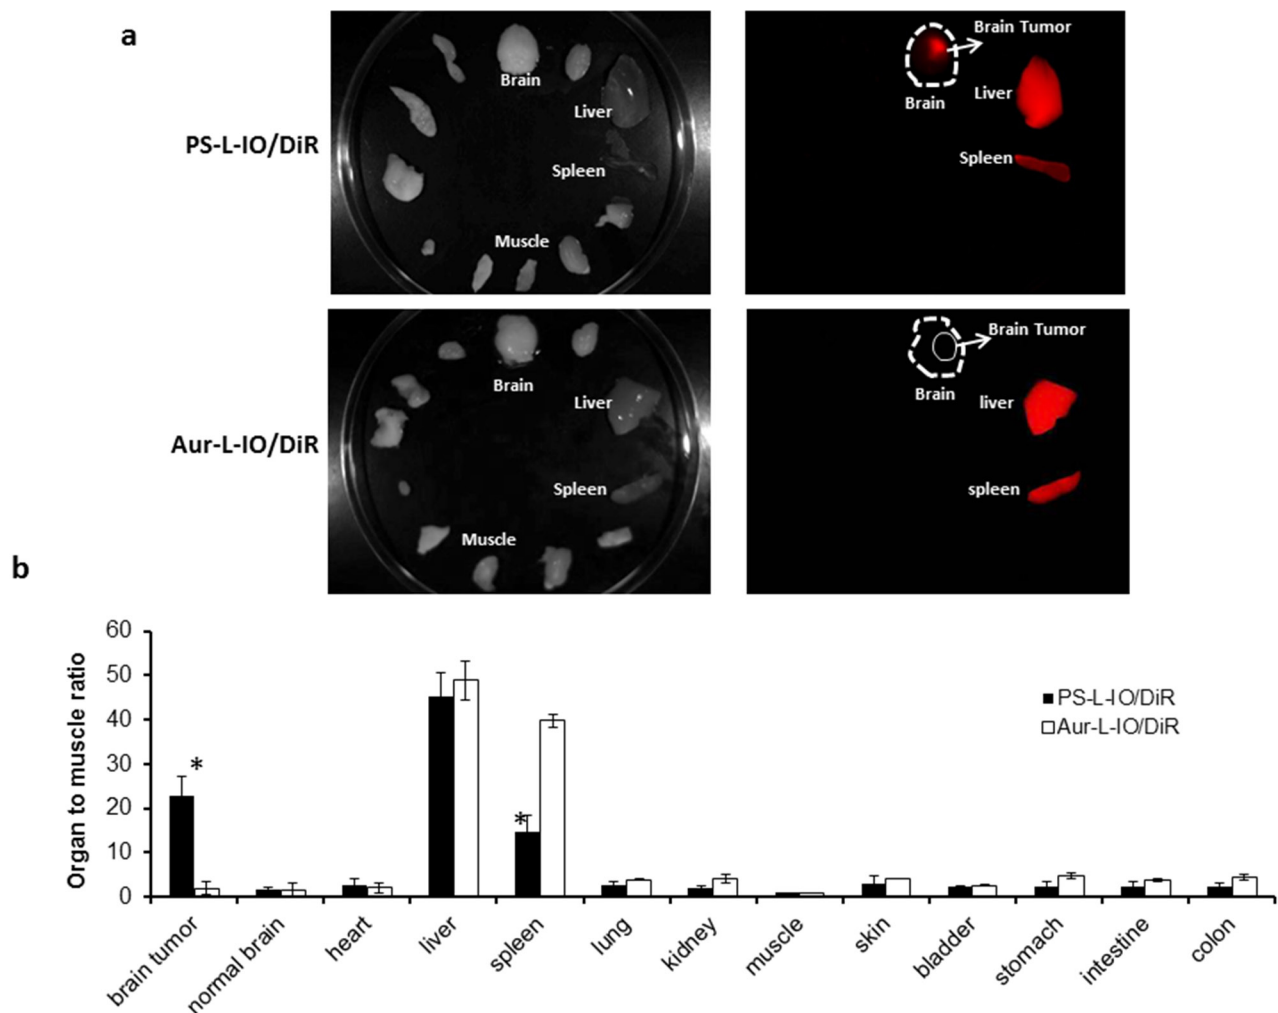 a
PS-L-IO/DiR
Brain
Liver
Spleen
Muscle
Brain Tumor
Brain
Liver
Spleen
Aur-L-IO/DiR
Brain
Liver
Spleen
Muscle
Brain Tumor
Brain
liver
spleen
b
Organ to muscle ratio
60
50
40
30
20
10
0
*
*
PS-L-IO/DiR
Aur-L-IO/DiR
brain tumor
normal brain
heart
liver
spleen
lung
kidney
muscle
skin
bladder
stomach
intestine
colon